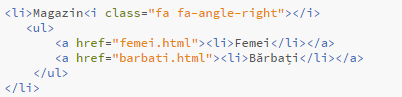 <li>Magazin<i class="fa fa-angle-right"></i>
<ul>
<a href="femei.html"><li>Femei</li></a>
<a href="barbati.html"><li>Bărbați</li></a>
</ul>
</li>